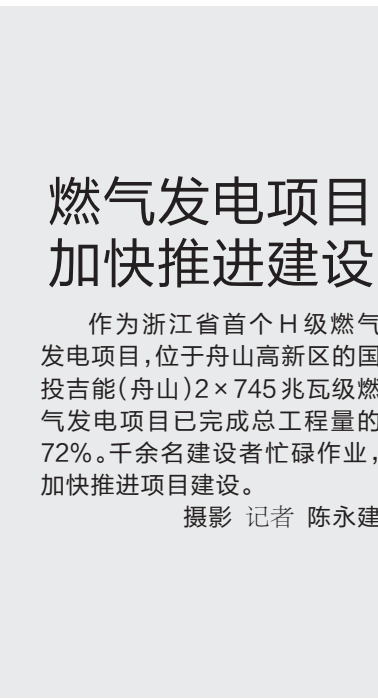 燃气发电项目
加快推进建设
作为浙江省首个H级燃气
发电项目,位于舟山高新区的国
投吉能(舟山)2×745兆瓦级燃
气发电项目已完成总工程量的
72%。千余名建设者忙碌作业,
加快推进项目建设。
摄影 记者 陈永建